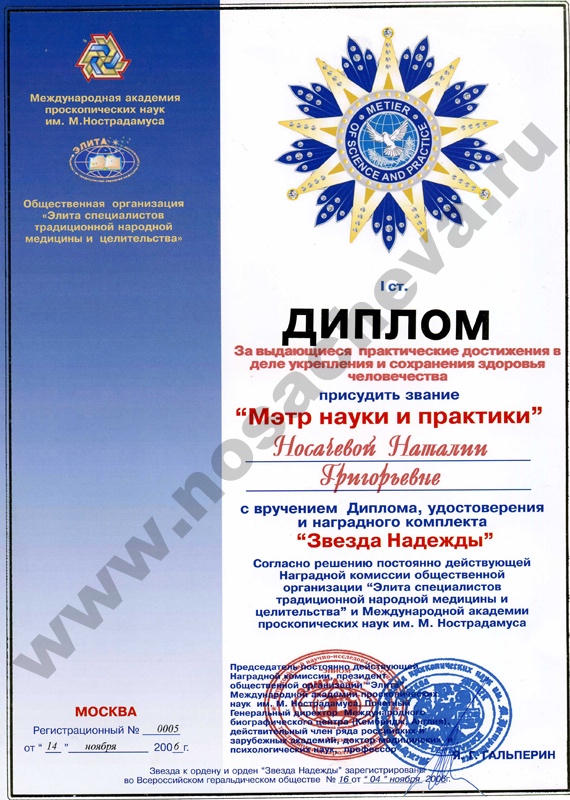 Международная академия
проскопических наук
им. М.Нострадамуса
ЭЛИТА
Общественная организация
«Элита специалистов
традиционной народной
медицины и целительства»
METIER
OF SCIENCE AND PRACTICE
I ст.
ДИПЛОМ
За выдающиеся практические достижения в
деле укрепления и сохранения здоровья
человечества
присудить звание
“Мэтр науки и практики”
Носачевой Наталии
Григорьевне
с вручением Диплома, удостоверения
и наградного комплекта
“Звезда Надежды”
Согласно решению постоянно действующей
Наградной комиссии общественной
организации “Элита специалистов
традиционной народной медицины и
целительства” и Международной академии
проскопических наук им. М. Нострадамуса
Председатель постоянно действующей
Наградной комиссии, президент
общественной организации “Элита”,
Международной академии проскопических
наук им. М. Нострадамуса, Почетный
Генеральный директор Международного
биографического центра (Кембридж, Англия),
действительный член ряда российских и
зарубежных академий, доктор медицинских и
психологических наук, профессор
Я. Г. ГАЛЬПЕРИН
МОСКВА
Регистрационный № 0005
от “ 14 ” ноября 2006 г.
Звезда к ордену и орден “Звезда Надежды” зарегистрированы
во Всероссийском геральдическом обществе № 16 от “ 04 ” ноября 2006г.
www.nosacheva.ru